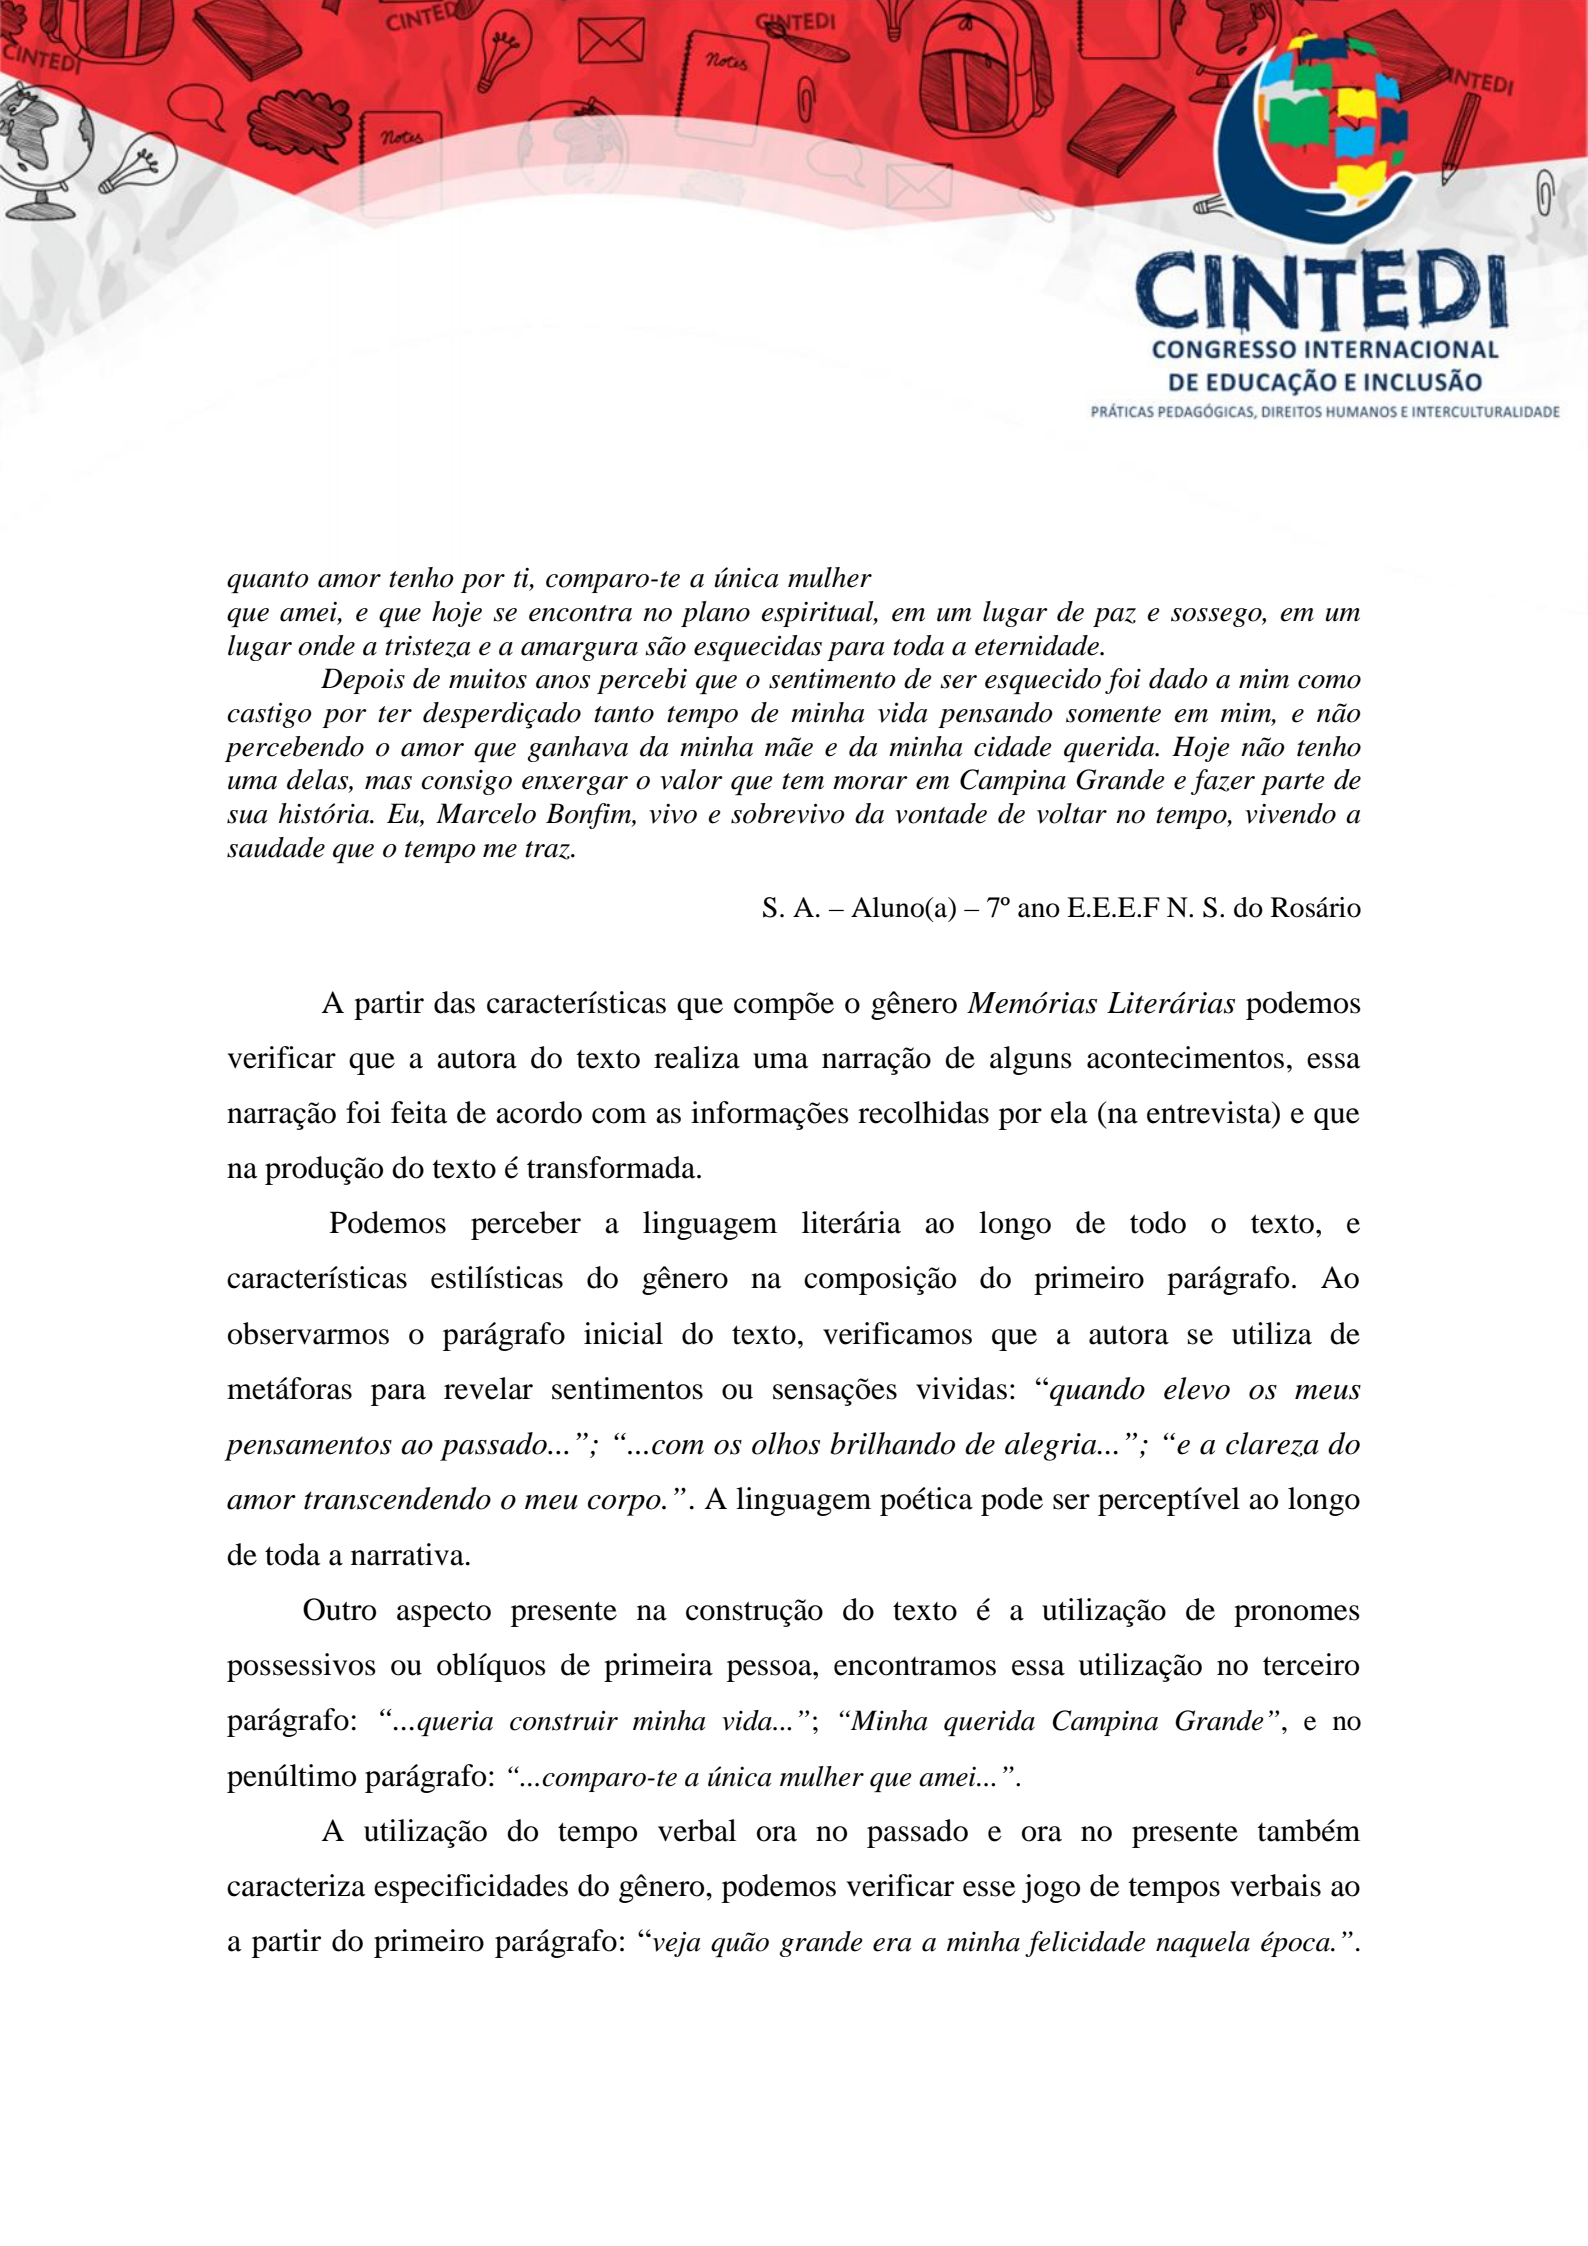 CINTEDI
CINTEDI
CINTEDI
CINTEDI
Notes
Notes
CINTEDI
CONGRESSO INTERNACIONAL
DE EDUCAÇÃO E INCLUSÃO
PRÁTICAS PEDAGÓGICAS, DIREITOS HUMANOS E INTERCULTURALIDADE
quanto amor tenho por ti, comparo-te a única mulher
que amei, e que hoje se encontra no plano espiritual, em um lugar de paz e sossego, em um
lugar onde a tristeza e a amargura são esquecidas para toda a eternidade.
Depois de muitos anos percebi que o sentimento de ser esquecido foi dado a mim como
castigo por ter desperdiçado tanto tempo de minha vida pensando somente em mim, e não
percebendo o amor que ganhava da minha mãe e da minha cidade querida. Hoje não tenho
uma delas, mas consigo enxergar o valor que tem morar em Campina Grande e fazer parte de
sua história. Eu, Marcelo Bonfim, vivo e sobrevivo da vontade de voltar no tempo, vivendo a
saudade que o tempo me traz.
S. A. – Aluno(a) – 7º ano E.E.E.F N. S. do Rosário
A partir das características que compõe o gênero Memórias Literárias podemos
verificar que a autora do texto realiza uma narração de alguns acontecimentos, essa
narração foi feita de acordo com as informações recolhidas por ela (na entrevista) e que
na produção do texto é transformada.
Podemos perceber a linguagem literária ao longo de todo o texto, e
características estilísticas do gênero na composição do primeiro parágrafo. Ao
observarmos o parágrafo inicial do texto, verificamos que a autora se utiliza de
metáforas para revelar sentimentos ou sensações vividas: “quando elevo os meus
pensamentos ao passado...”; “...com os olhos brilhando de alegria...”; “e a clareza do
amor transcendendo o meu corpo.”. A linguagem poética pode ser perceptível ao longo
de toda a narrativa.
Outro aspecto presente na construção do texto é a utilização de pronomes
possessivos ou oblíquos de primeira pessoa, encontramos essa utilização no terceiro
parágrafo: “...queria construir minha vida...”; “Minha querida Campina Grande”, e no
penúltimo parágrafo: “...comparo-te a única mulher que amei...”.
A utilização do tempo verbal ora no passado e ora no presente também
caracteriza especificidades do gênero, podemos verificar esse jogo de tempos verbais ao
a partir do primeiro parágrafo: “veja quão grande era a minha felicidade naquela época.”.